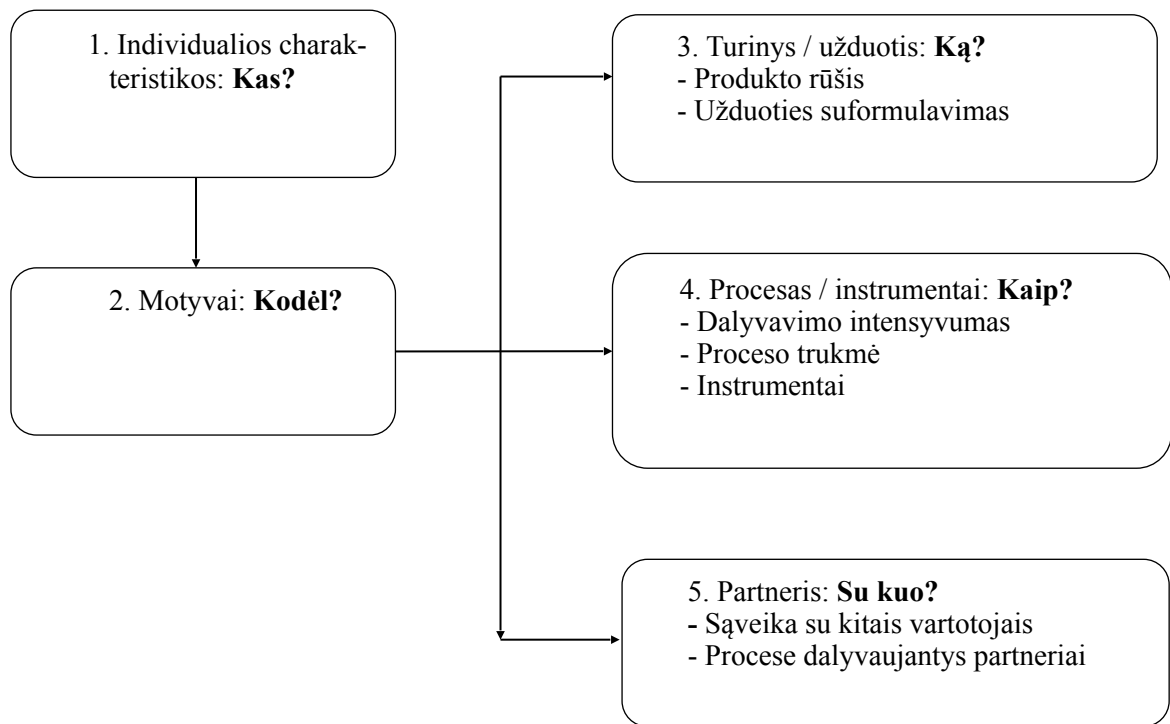 1. Individualios charak-
teristikos: Kas?
2. Motyvai: Kodėl?
3. Turinys / užduotis: Ką?
- Produkto rūšis
- Užduoties suformulavimas
4. Procesas / instrumentai: Kaip?
- Dalyvavimo intensyvumas
- Proceso trukmė
- Instrumentai
5. Partneris: Su kuo?
- Sąveika su kitais vartotojais
- Procese dalyvaujantys partneriai